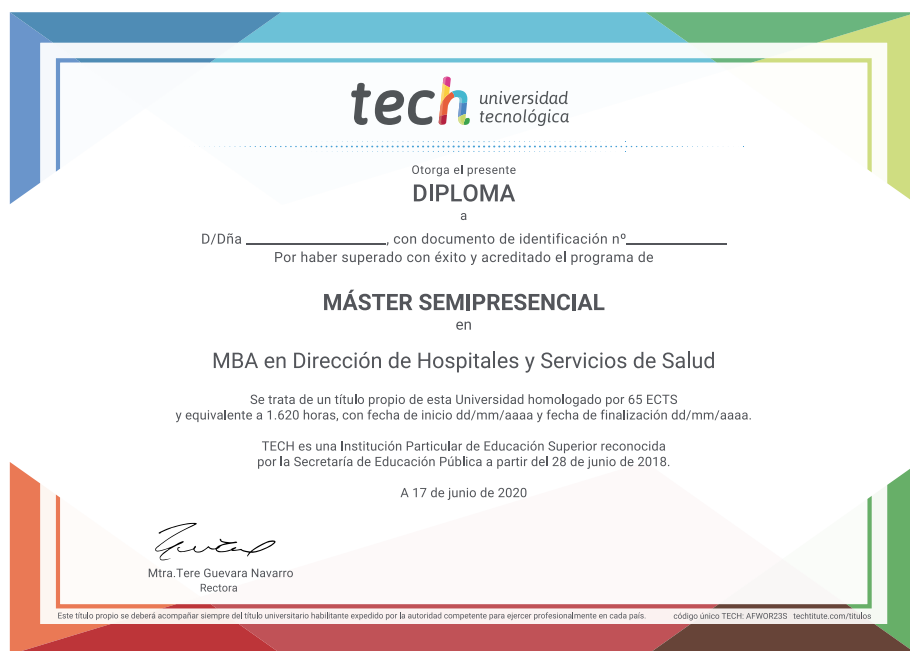 tech universidad
tecnológica
Otorga el presente
DIPLOMA
a
D/Dña ________________, con documento de identificación nº____________
Por haber superado con éxito y acreditado el programa de
MÁSTER SEMIPRESENCIAL
en
MBA en Dirección de Hospitales y Servicios de Salud
Se trata de un título propio de esta Universidad homologado por 65 ECTS
y equivalente a 1.620 horas, con fecha de inicio dd/mm/aaaa y fecha de finalización dd/mm/aaaa.
TECH es una Institución Particular de Educación Superior reconocida
por la Secretaría de Educación Pública a partir del 28 de junio de 2018.
A 17 de junio de 2020
Mtra.Tere Guevara Navarro
Rectora
Este título propio se deberá acompañar siempre del título universitario habilitante expedido por la autoridad competente para ejercer profesionalmente en cada país. código único TECH: AFWOR23S techtitute.com/titulos